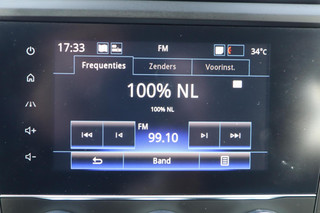 17:33
FM
34°c
Frequenties
Zenders
Voorinst.
100% NL
100% NL
FM
99.10
Band